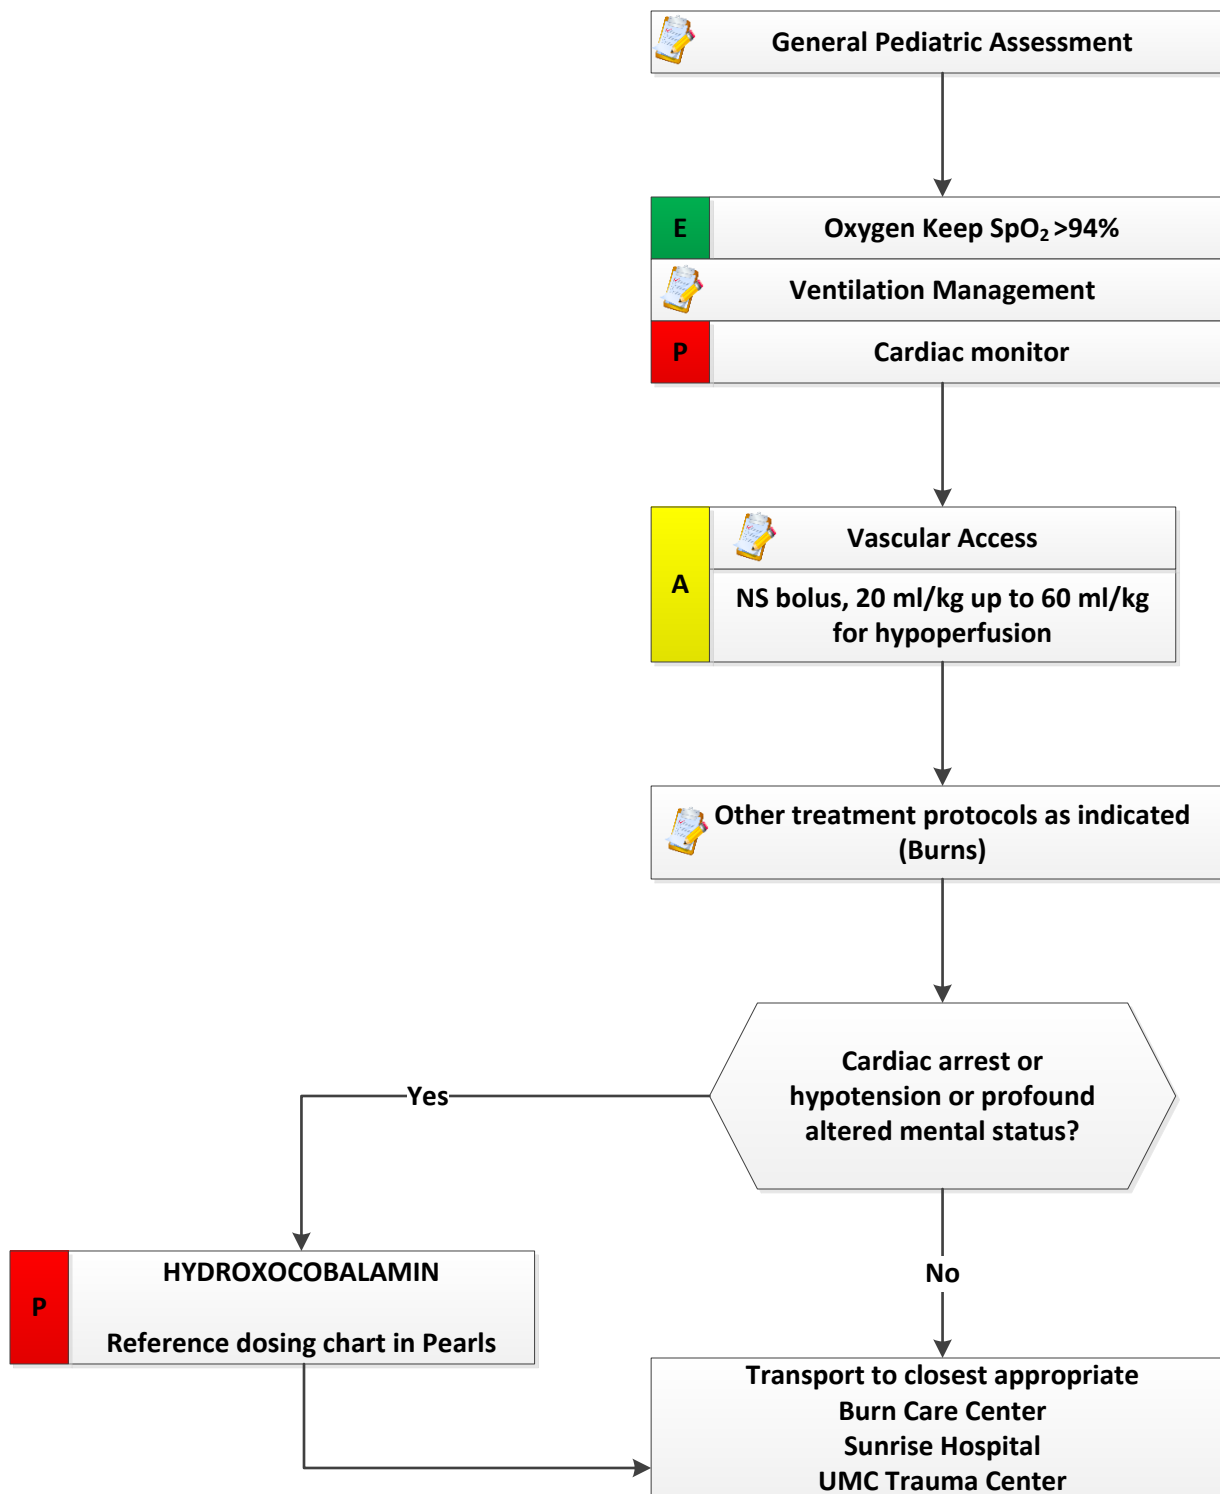 General Pediatric Assessment
E
Oxygen Keep SpO₂ >94%
Ventilation Management
P
Cardiac monitor
A
Vascular Access
NS bolus, 20 ml/kg up to 60 ml/kg
for hypoperfusion
Other treatment protocols as indicated
(Burns)
Cardiac arrest or
hypotension or profound
altered mental status?
Yes
No
P
HYDROXOCOBALAMIN
Reference dosing chart in Pearls
Transport to closest appropriate
Burn Care Center
Sunrise Hospital
UMC Trauma Center